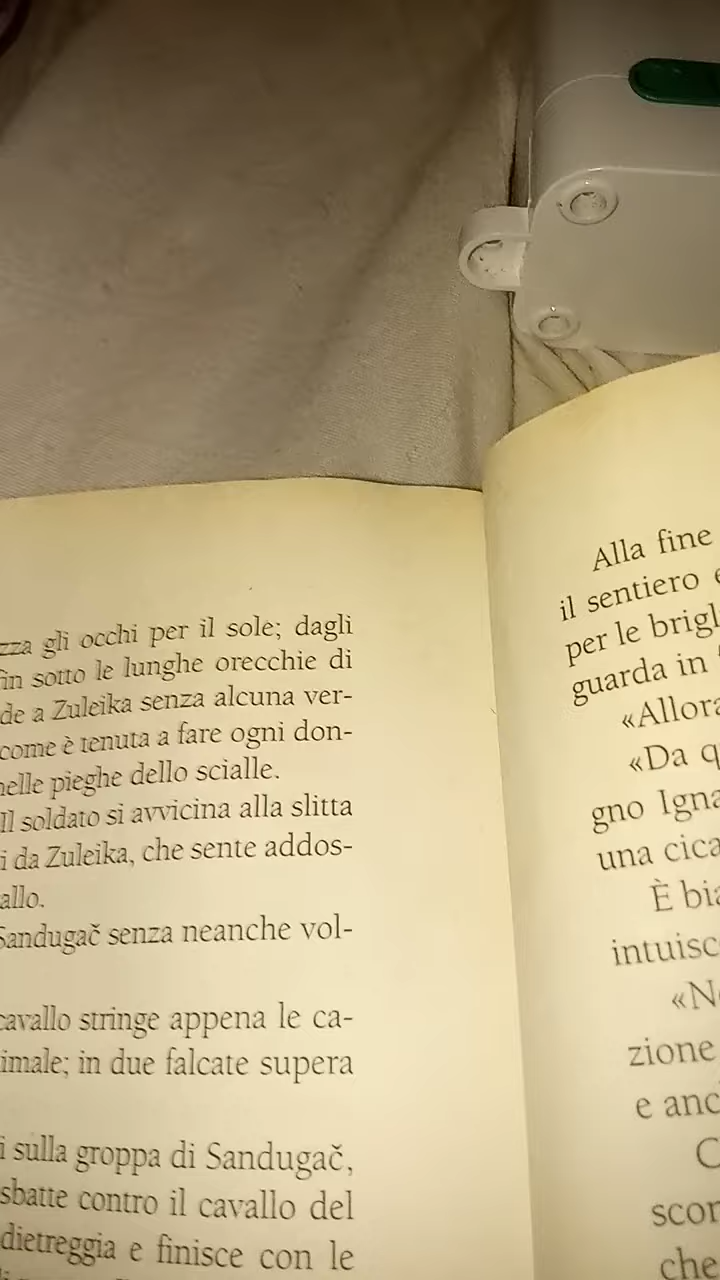 zza gli occhi per il sole; dagli
fin sotto le lunghe orecchie di
de a Zuleika senza alcuna ver-
come è tenuta a fare ogni don-
nelle pieghe dello scialle.
Il soldato si avvicina alla slitta
i da Zuleika, che sente addos-
allo.
Sandugač senza neanche vol-
cavallo stringe appena le ca-
imale; in due falcate supera
i sulla groppa di Sandugač,
sbatte contro il cavallo del
dietreggia e finisce con le
Alla fine
il sentiero e
per le brigl
guarda in
«Allora
«Da q
gno Igna
una cica
È bia
intuisc
«No
zione
e anc
C
scor
che